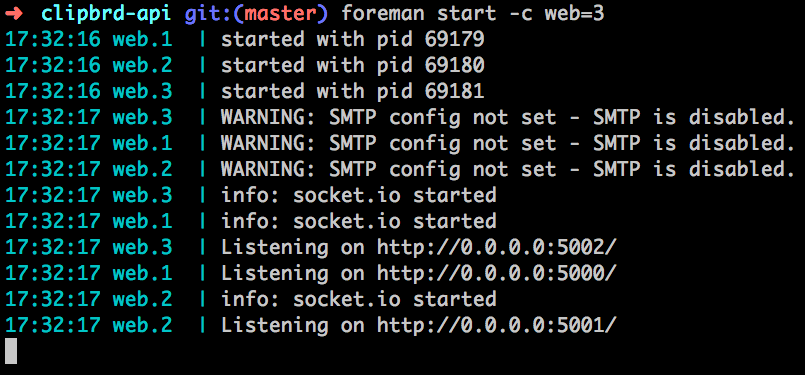 ➜ clipbrd-api git:(master) foreman start -c web=3
17:32:16 web.1 | started with pid 69179
17:32:16 web.2 | started with pid 69180
17:32:16 web.3 | started with pid 69181
17:32:17 web.3 | WARNING: SMTP config not set - SMTP is disabled.
17:32:17 web.1 | WARNING: SMTP config not set - SMTP is disabled.
17:32:17 web.2 | WARNING: SMTP config not set - SMTP is disabled.
17:32:17 web.3 | info: socket.io started
17:32:17 web.1 | info: socket.io started
17:32:17 web.3 | Listening on http://0.0.0.0:5002/
17:32:17 web.1 | Listening on http://0.0.0.0:5000/
17:32:17 web.2 | info: socket.io started
17:32:17 web.2 | Listening on http://0.0.0.0:5001/